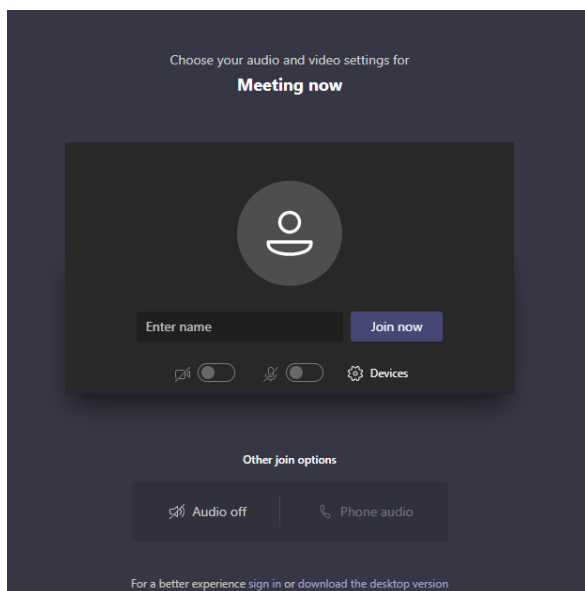 Choose your audio and video settings for
Meeting now
Enter name
Join now
Devices
Other join options
Audio off
Phone audio
For a better experience sign in or download the desktop version